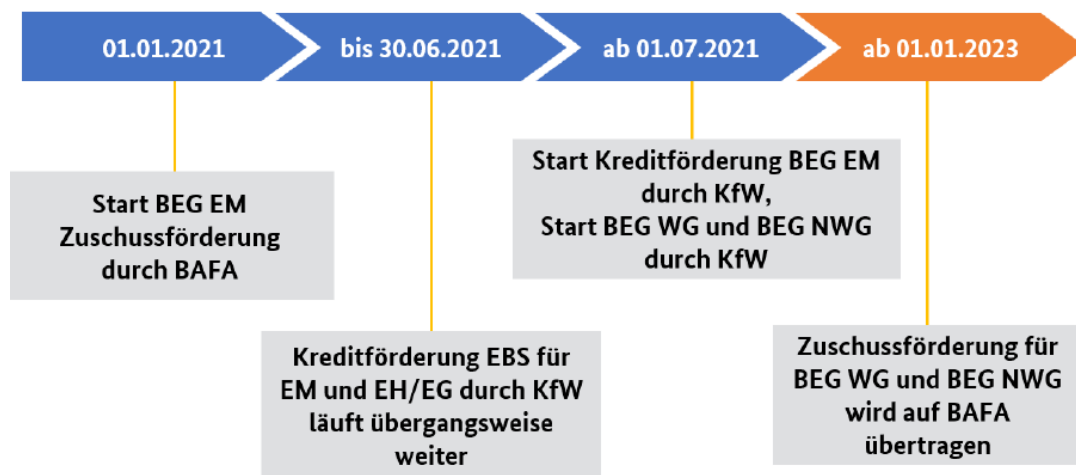 01.01.2021
bis 30.06.2021
ab 01.07.2021
ab 01.01.2023
Start BEG EM
Zuschussförderung
durch BAFA
Kreditförderung EBS für
EM und EH/EG durch KfW
läuft übergangsweise
weiter
Start Kreditförderung BEG EM
durch KfW,
Start BEG WG und BEG NWG
durch KfW
Zuschussförderung für
BEG WG und BEG NWG
wird auf BAFA
übertragen